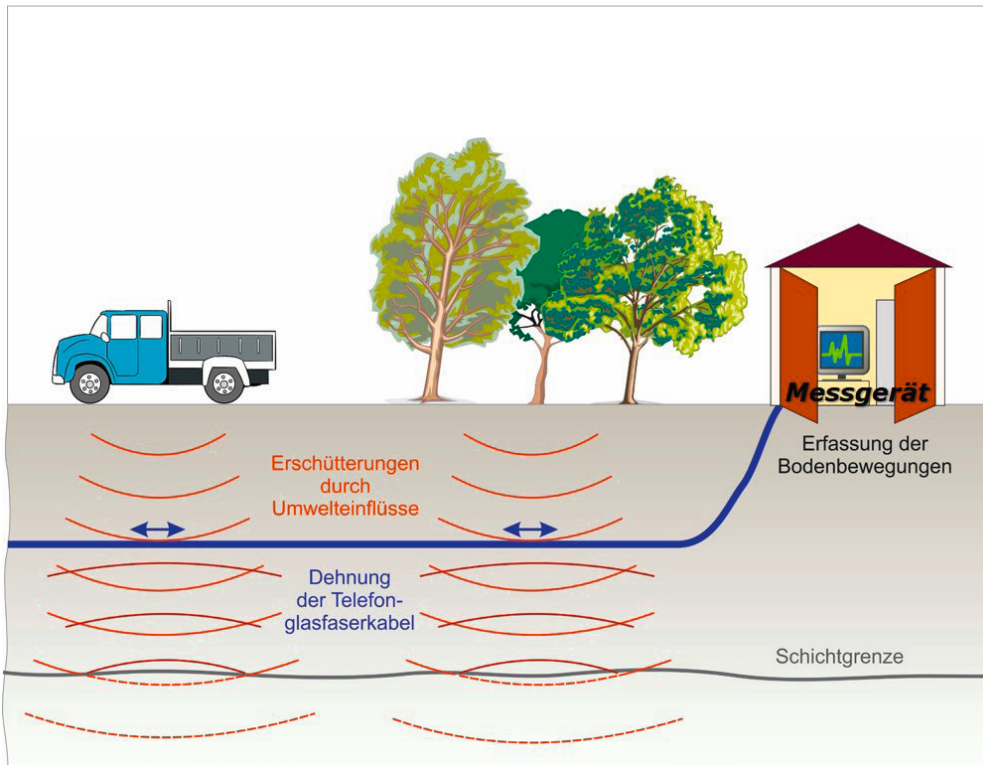 Messgerät
Erfassung der
Bodenbewegungen
Erschütterungen
durch
Umwelteinflüsse
Dehnung
der Telefon-
glasfaserkabel
Schichtgrenze